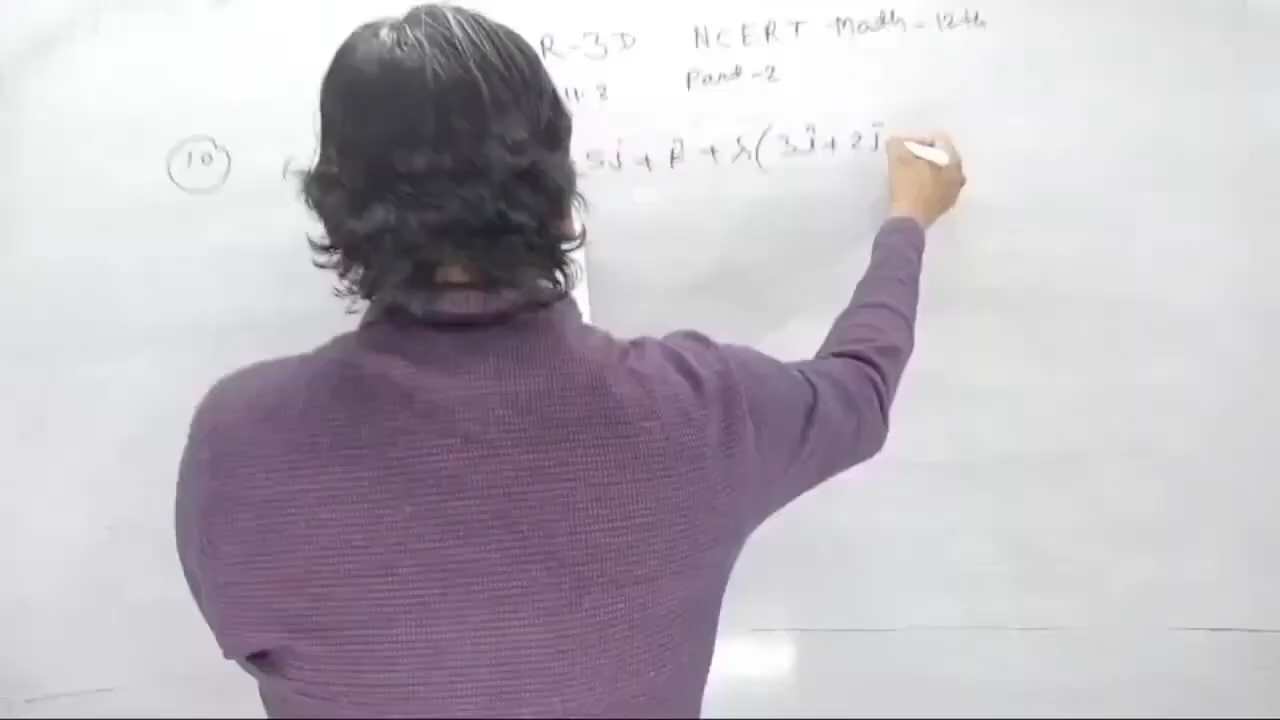 R-3D NCERT Math-12th
Part-2
(10) 5ĵ + k̂ + λ(3î + 2ĵ